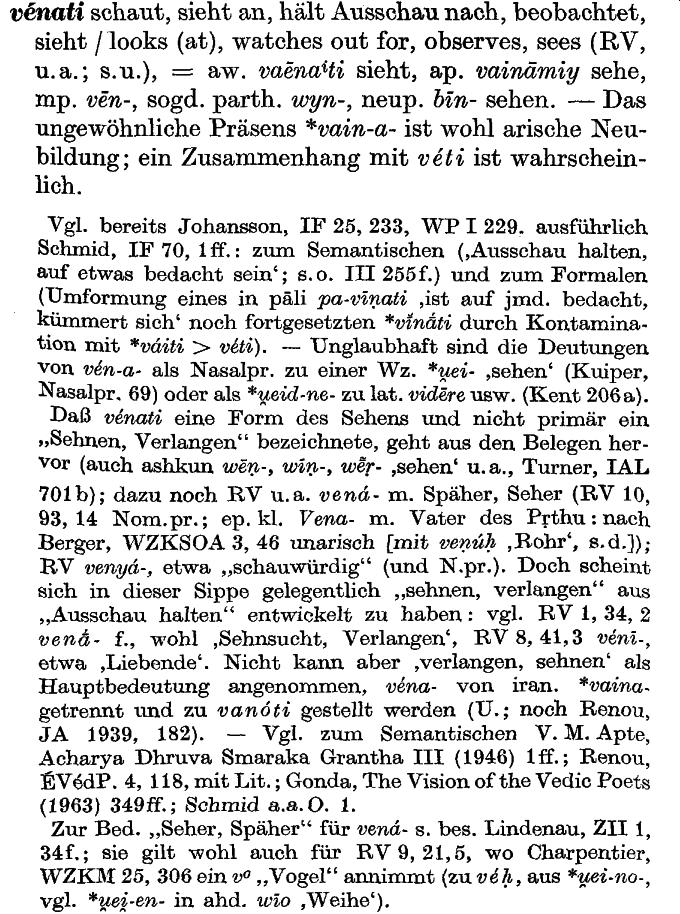 vénati schaut, sieht an, hält Ausschau nach, beobachtet,
sieht / looks (at), watches out for, observes, sees (RV,
u.a.; s.u.), = aw. vaēnaⁱti sieht, ap. vaināmiy sehe,
mp. vēn-, sogd. parth. wyn-, neup. bīn- sehen. — Das
ungewöhnliche Präsens *vain-a- ist wohl arische Neu-
bildung; ein Zusammenhang mit véti ist wahrschein-
lich.
Vgl. bereits Johansson, IF 25, 233, WP I 229. ausführlich
Schmid, IF 70, 1ff.: zum Semantischen (‚Ausschau halten,
auf etwas bedacht sein‘; s.o. III 255f.) und zum Formalen
(Umformung eines in pāli pa-vīṇati ‚ist auf jmd. bedacht,
kümmert sich‘ noch fortgesetzten *vīnā́ti durch Kontamina-
tion mit *váiti > véti). — Unglaubhaft sind die Deutungen
von vén-a- als Nasalpr. zu einer Wz. *u̯ei- ‚sehen‘ (Kuiper,
Nasalpr. 69) oder als *u̯eid-ne- zu lat. vidēre usw. (Kent 206a).
Daß vénati eine Form des Sehens und nicht primär ein
„Sehnen, Verlangen“ bezeichnete, geht aus den Belegen her-
vor (auch ashkun wēṇ-, wīṇ-, wē̃ṛ- ‚sehen‘ u.a., Turner, IAL
701b); dazu noch RV u.a. vená- m. Späher, Seher (RV 10,
93, 14 Nom.pr.; ep. kl. Vena- m. Vater des Pṛthu: nach
Berger, WZKSOA 3, 46 unarisch [mit veṇúḥ ‚Rohr‘, s.d.]);
RV venyá-, etwa „schauwürdig“ (und N.pr.). Doch scheint
sich in dieser Sippe gelegentlich „sehnen, verlangen“ aus
„Ausschau halten“ entwickelt zu haben: vgl. RV 1, 34, 2
venā́- f., wohl ‚Sehnsucht, Verlangen‘, RV 8, 41,3 vénī-,
etwa ‚Liebende‘. Nicht kann aber ‚verlangen, sehnen‘ als
Hauptbedeutung angenommen, véna- von iran. *vaina-
getrennt und zu vanóti gestellt werden (U.; noch Renou,
JA 1939, 182). — Vgl. zum Semantischen V. M. Apte,
Acharya Dhruva Smaraka Grantha III (1946) 1ff.; Renou,
ÉVédP. 4, 118, mit Lit.; Gonda, The Vision of the Vedic Poets
(1963) 349ff.; Schmid a.a.O. 1.
Zur Bed. „Seher, Späher“ für vená- s. bes. Lindenau, ZII 1,
34f.; sie gilt wohl auch für RV 9, 21,5, wo Charpentier,
WZKM 25, 306 ein v⁰ „Vogel“ annimmt (zu véḥ, aus *u̯ei-no-,
vgl. *u̯ei̯-en- in ahd. wīo ‚Weihe‘).